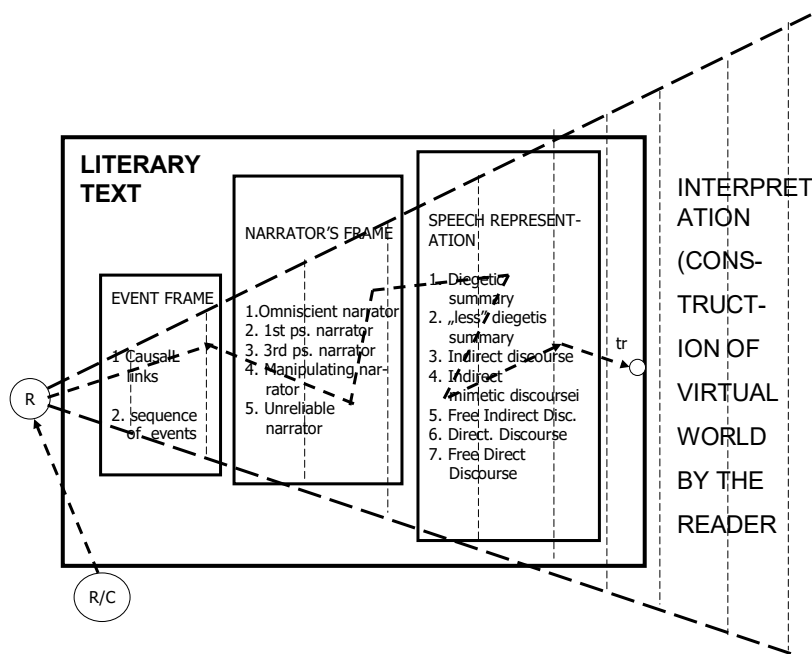 LITERARY
TEXT
R
R/C
EVENT FRAME
1 Causall
links
2. sequence
of events
NARRATOR'S FRAME
1.Omniscient narrator
2. 1st ps. narrator
3. 3rd ps. narrator
4. Manipulating nar-
rator
5. Unreliable
narrator
SPEECH REPRESENT-
ATION
1. Diegetic
summary
2. „less" diegetis
summary
3. Indirect discourse
4. Indirect
mimetic discoursei
5. Free Indirect Disc.
6. Direct. Discourse
7. Free Direct
Discourse
tr
INTERPRET
ATION
(CONS-
TRUCT-
ION OF
VIRTUAL
WORLD
BY THE
READER